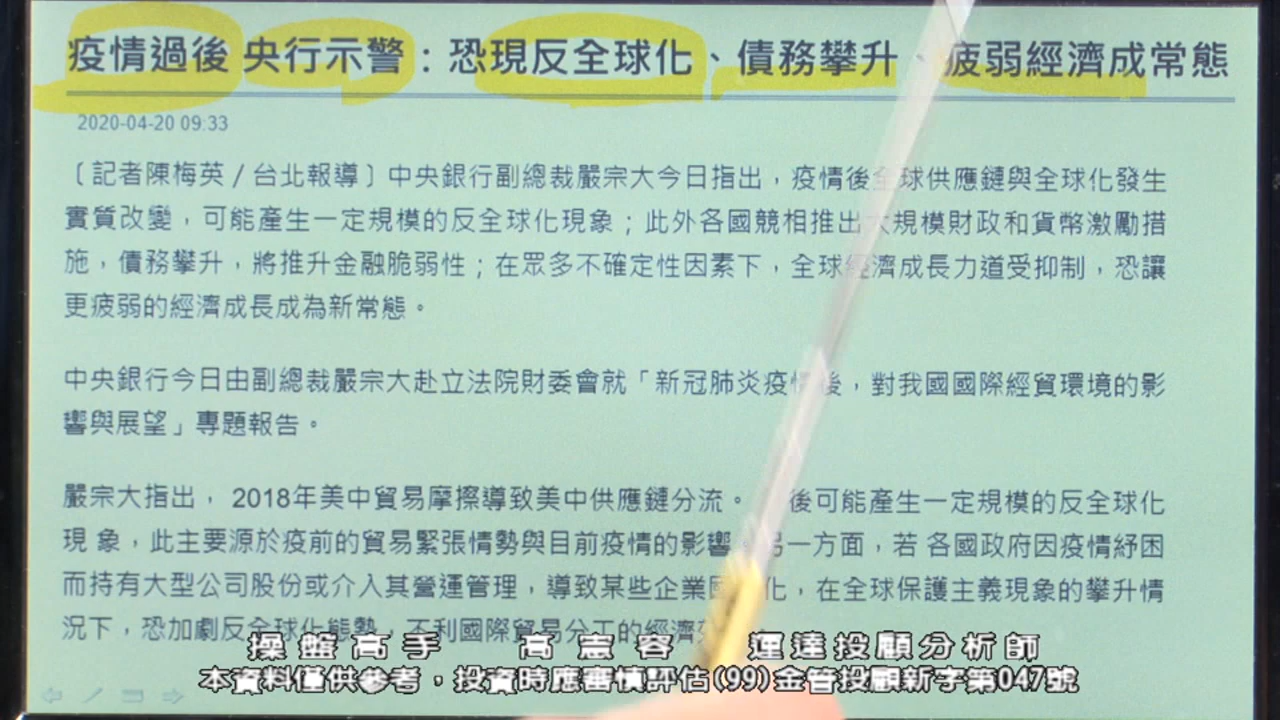 疫情過後 央行示警：恐現反全球化、債務攀升、疲弱經濟成常態
2020-04-20 09:33
〔記者陳梅英／台北報導〕中央銀行副總裁嚴宗大今日指出，疫情後全球供應鏈與全球化發生
實質改變，可能產生一定規模的反全球化現象；此外各國競相推出大規模財政和貨幣激勵措
施，債務攀升，將推升金融脆弱性；在眾多不確定性因素下，全球經濟成長力道受抑制，恐讓
更疲弱的經濟成長成為新常態。
中央銀行今日由副總裁嚴宗大赴立法院財委會就「新冠肺炎疫情後，對我國國際經貿環境的影
響與展望」專題報告。
嚴宗大指出， 2018年美中貿易摩擦導致美中供應鏈分流。 後可能產生一定規模的反全球化
現 象，此主要源於疫前的貿易緊張情勢與目前疫情的影響 另一方面，若 各國政府因疫情紓困
而持有大型公司股份或介入其營運管理，導致某些企業國 化，在全球保護主義現象的攀升情
況下，恐加劇反全球化態勢，不利國際貿易分工的經濟
操盤高手 高憲容 運達投顧分析師
本資料僅供參考，投資時應審慎評估(99)金管投顧新字第047號